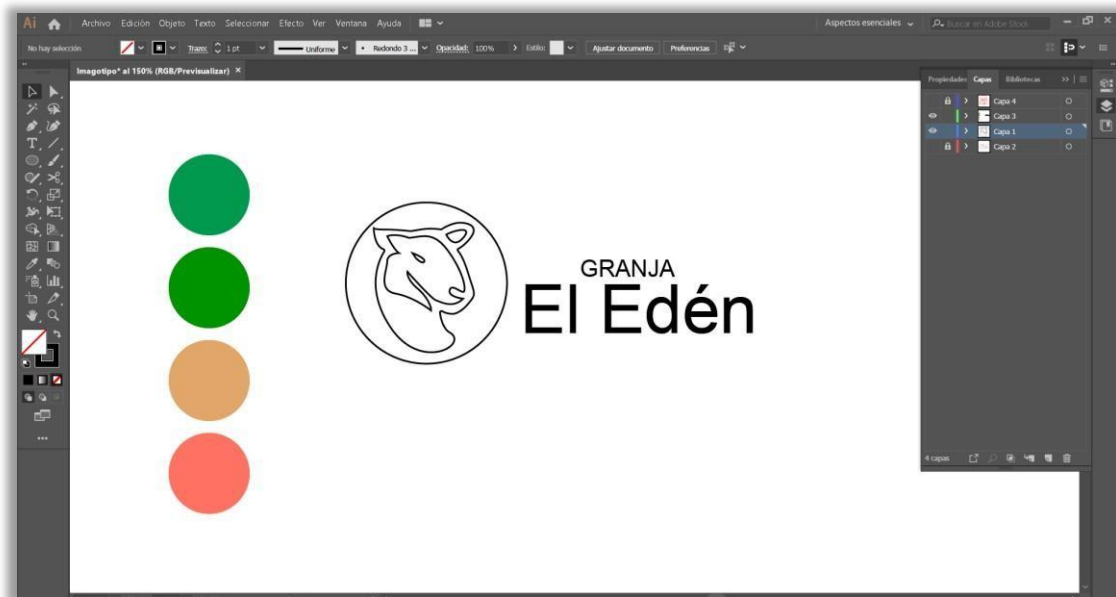 Ai Archivo Edición Objeto Texto Seleccionar Efecto Ver Ventana Ayuda Aspectos esenciales Buscar en Adobe Stock
No hay selección Trazo: 1 pt Uniforme Redondo 3 ... Opacidad: 100% Estilo: Ajustar documento Preferencias
Imagotipo* al 150% (RGB/Previsualizar) ×
Propiedades Capas Bibliotecas
Capa 4
Capa 3
Capa 1
Capa 2
GRANJA
El Edén
4 capas